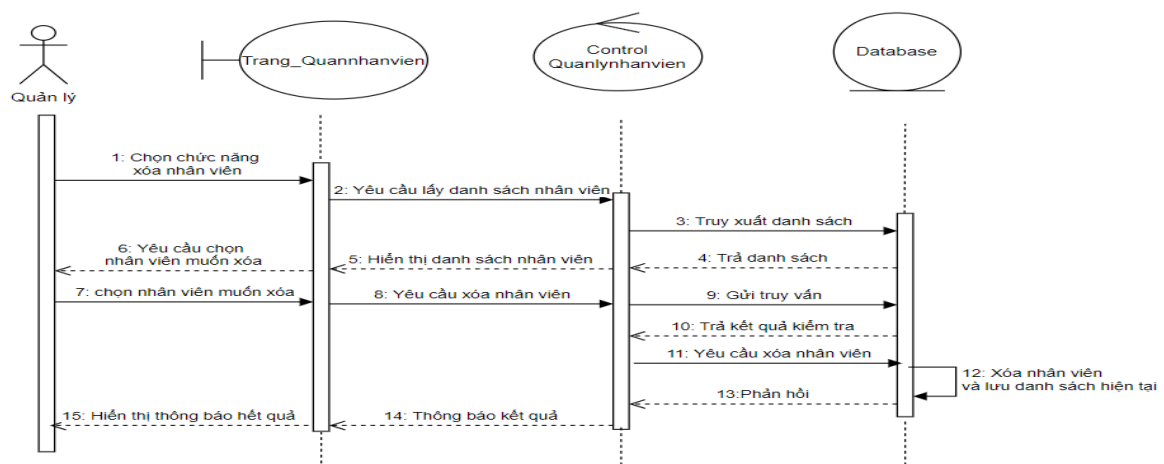 Quản lý
Trang_Quannhanvien
Control
Quanlynhanvien
Database
1: Chọn chức năng
xóa nhân viên
2: Yêu cầu lấy danh sách nhân viên
3: Truy xuất danh sách
4: Trả danh sách
5: Hiển thị danh sách nhân viên
6: Yêu cầu chọn
nhân viên muốn xóa
7: chọn nhân viên muốn xóa
8: Yêu cầu xóa nhân viên
9: Gửi truy vấn
10: Trả kết quả kiểm tra
11: Yêu cầu xóa nhân viên
12: Xóa nhân viên
và lưu danh sách hiện tại
13:Phản hồi
14: Thông báo kết quả
15: Hiển thị thông báo hết quả